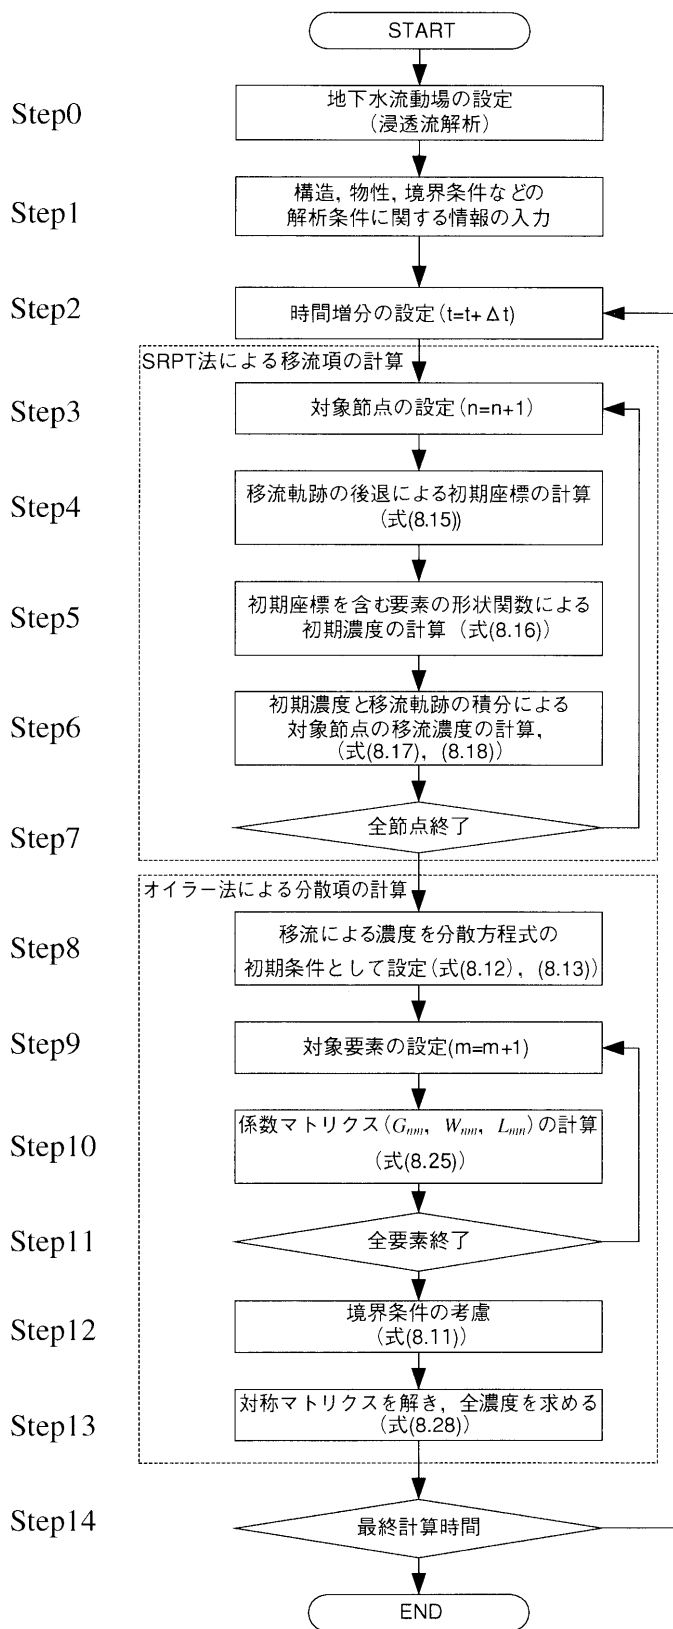 START
Step0
地下水流動場の設定
(浸透流解析)
Step1
構造, 物性, 境界条件などの
解析条件に関する情報の入力
Step2
時間増分の設定(t=t+Δt)
SRPT法による移流項の計算
Step3
対象節点の設定(n=n+1)
Step4
移流軌跡の後退による初期座標の計算
(式(8.15))
Step5
初期座標を含む要素の形状関数による
初期濃度の計算 (式(8.16))
Step6
初期濃度と移流軌跡の積分による
対象節点の移流濃度の計算,
(式(8.17), (8.18))
Step7
全節点終了
オイラー法による分散項の計算
Step8
移流による濃度を分散方程式の
初期条件として設定(式(8.12), (8.13))
Step9
対象要素の設定(m=m+1)
Step10
係数マトリクス(Gnm, Wnm, Lmn)の計算
(式(8.25))
Step11
全要素終了
Step12
境界条件の考慮
(式(8.11))
Step13
対称マトリクスを解き, 全濃度を求める
(式(8.28))
Step14
最終計算時間
END